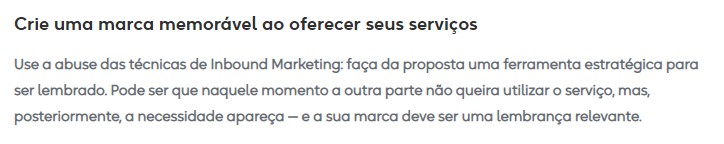 Crie uma marca memorável ao oferecer seus serviços
Use a abuse das técnicas de Inbound Marketing: faça da proposta uma ferramenta estratégica para
ser lembrado. Pode ser que naquele momento a outra parte não queira utilizar o serviço, mas,
posteriormente, a necessidade apareça — e a sua marca deve ser uma lembrança relevante.